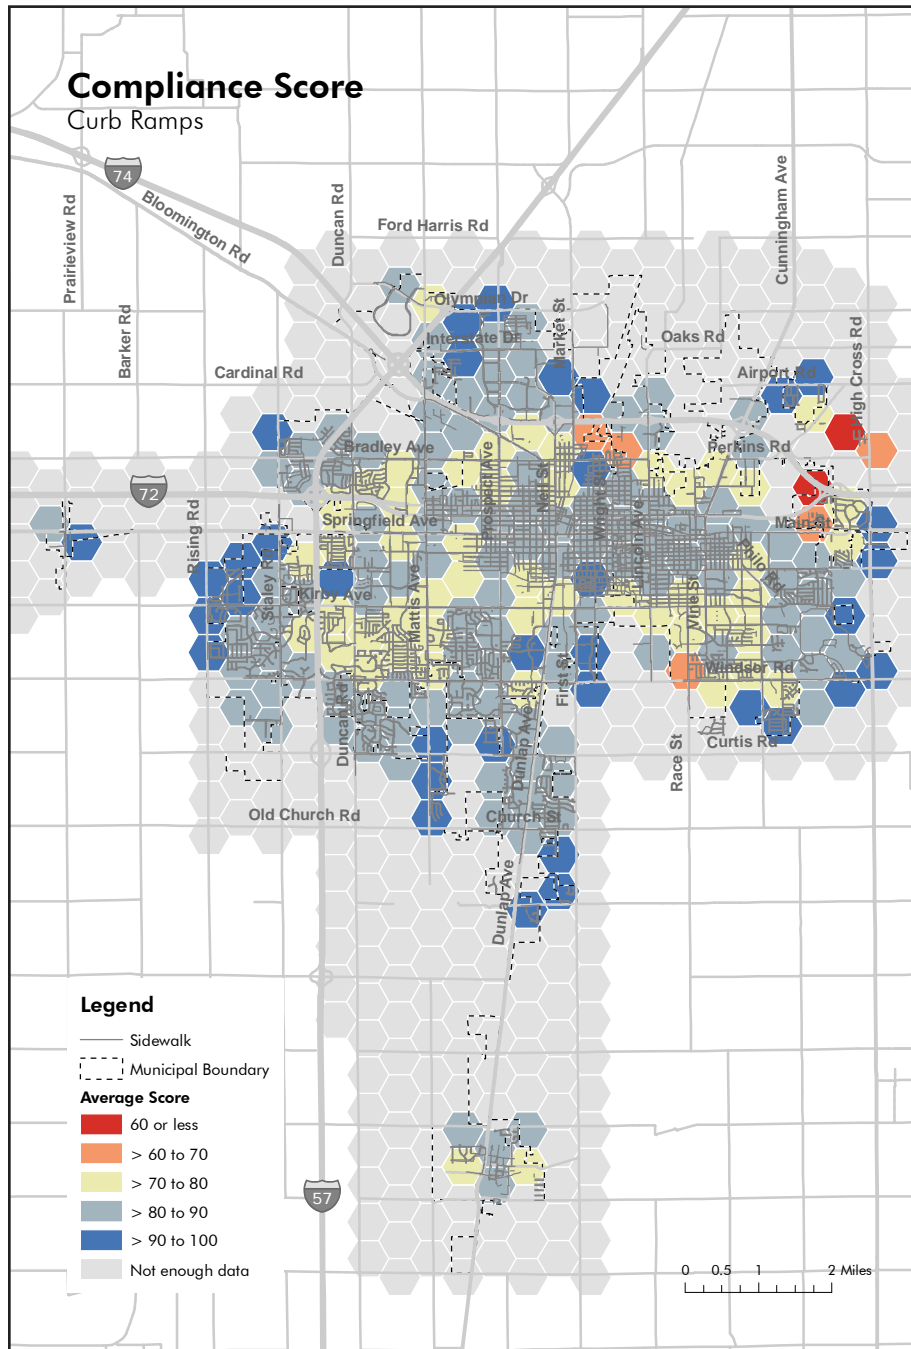 Compliance Score
Curb Ramps
74
Bloomington Rd
Prairieview Rd
Duncan Rd
Ford Harris Rd
Cunningham Ave
Barker Rd
Olympian Dr
Interstate Dr
Market St
Oaks Rd
High Cross Rd
Cardinal Rd
Airport Rd
Bradley Ave
Prospect Ave
Neil St
Perkins Rd
72
Rising Rd
Springfield Ave
Wright St
Lincoln Ave
Main St
Staley Rd
Kirby Ave
Mattis Ave
Philo Rd
Vine St
First St
Windsor Rd
Duncan Rd
Dunlap Ave
Race St
Curtis Rd
Old Church Rd
Church St
Dunlap Ave
Legend
Sidewalk
Municipal Boundary
Average Score
60 or less
> 60 to 70
> 70 to 80
> 80 to 90
> 90 to 100
Not enough data
57
0 0.5 1 2 Miles